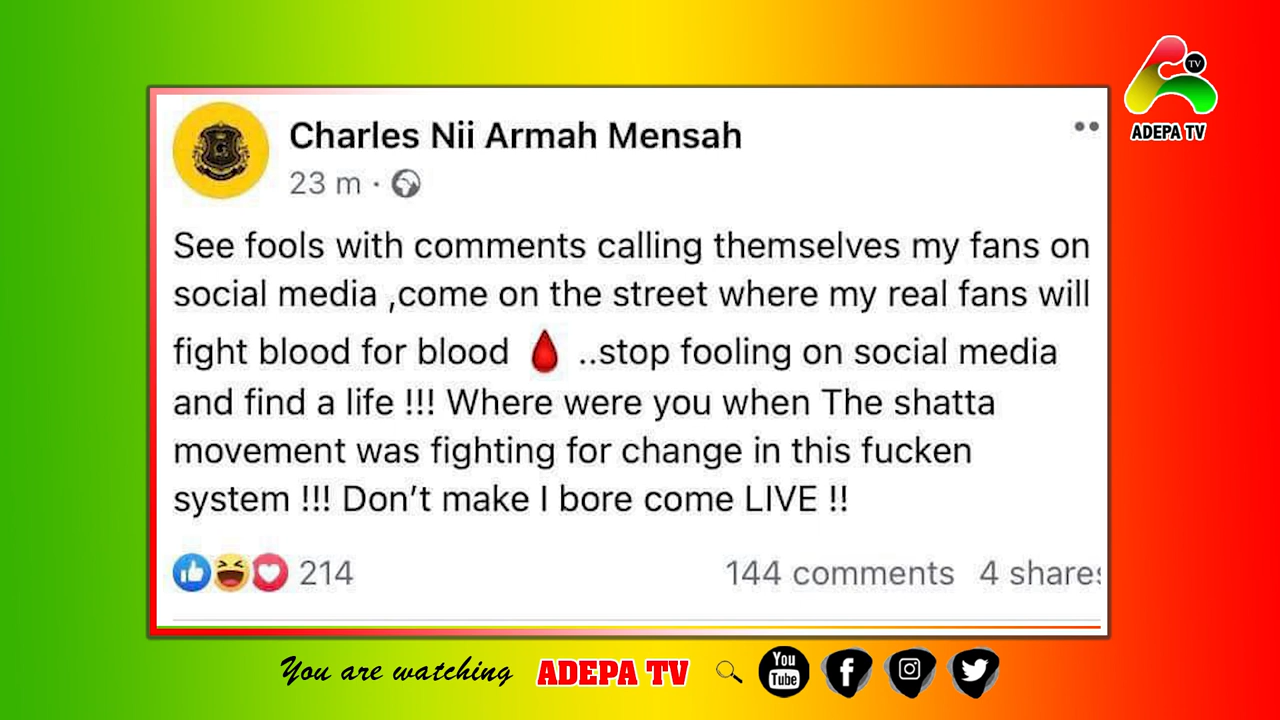 TV
ADEPA TV
Charles Nii Armah Mensah
23 m ·
See fools with comments calling themselves my fans on
social media ,come on the street where my real fans will
fight blood for blood 🩸 ..stop fooling on social media
and find a life !!! Where were you when The shatta
movement was fighting for change in this fucken
system !!! Don't make I bore come LIVE !!
214
144 comments 4 shares
You are watching ADEPA TV
You
Tube